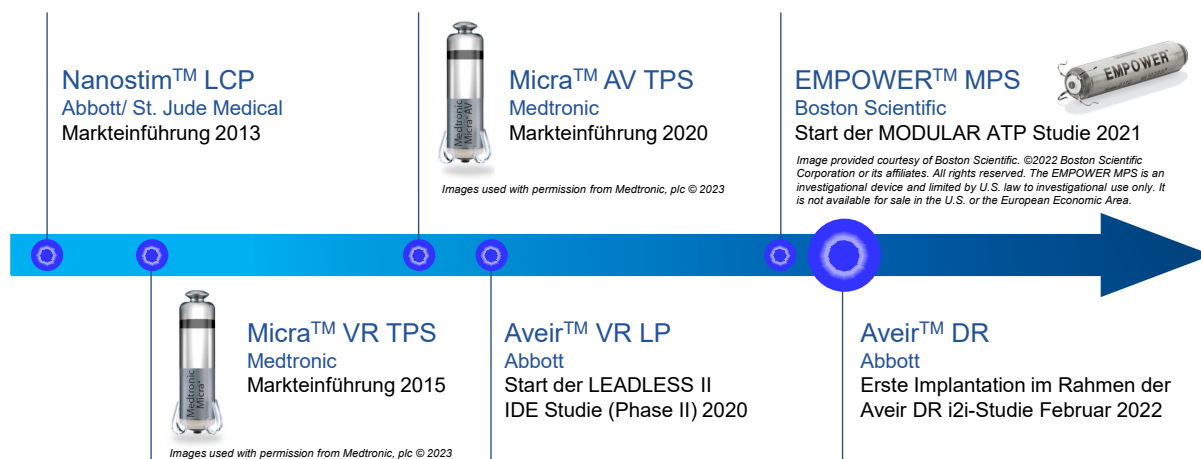 Nanostim™ LCP
Abbott/ St. Jude Medical
Markteinführung 2013
Medtronic
Micra™ AV
Images used with permission from Medtronic, plc © 2023
Micra™ AV TPS
Medtronic
Markteinführung 2020
EMPOWER™ MPS
Boston Scientific
Start der MODULAR ATP Studie 2021
EMPOWER™
Image provided courtesy of Boston Scientific. ©2022 Boston Scientific
Corporation or its affiliates. All rights reserved. The EMPOWER MPS is an
investigational device and limited by U.S. law to investigational use only. It
is not available for sale in the U.S. or the European Economic Area.
Medtronic
Micra™
Images used with permission from Medtronic, plc © 2023
Micra™ VR TPS
Medtronic
Markteinführung 2015
Aveir™ VR LP
Abbott
Start der LEADLESS II
IDE Studie (Phase II) 2020
Aveir™ DR
Abbott
Erste Implantation im Rahmen der
Aveir DR i2i-Studie Februar 2022